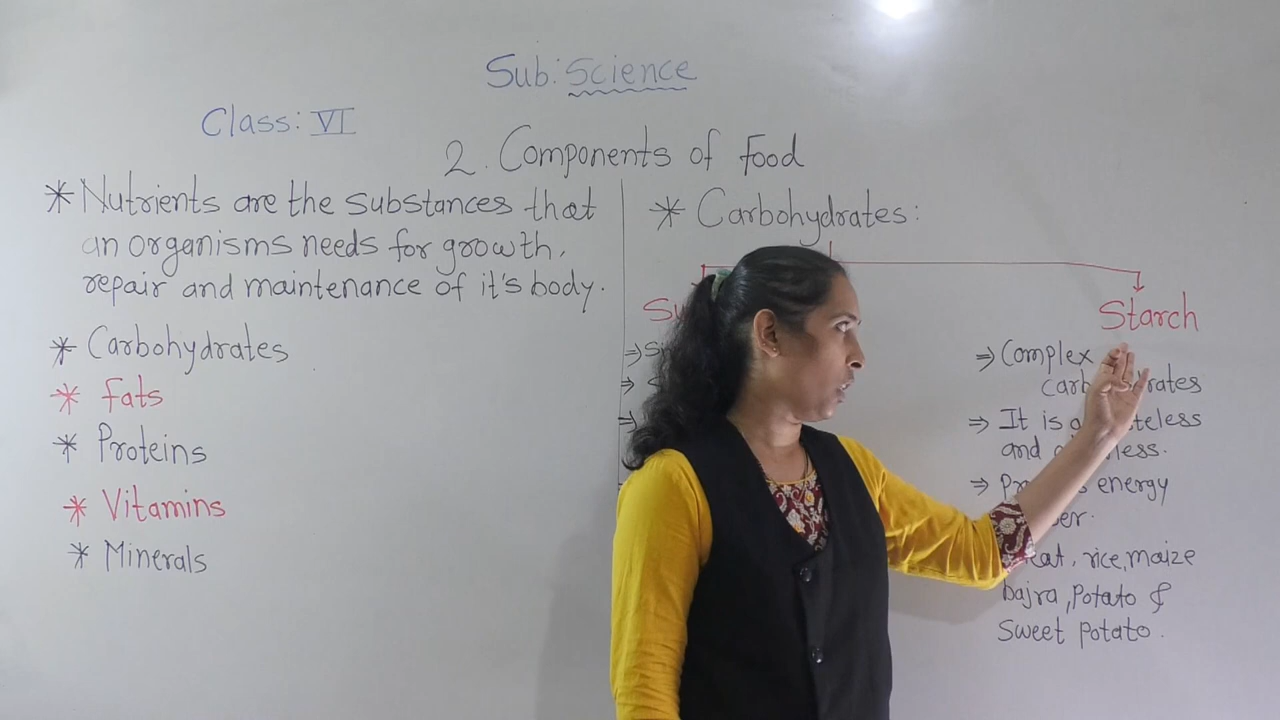 Sub: Science
Class: VI
2. Components of Food
* Nutrients are the substances that
an organisms needs for growth,
repair and maintenance of it's body.
* Carbohydrates
* Fats
* Proteins
* Vitamins
* Minerals
* Carbohydrates:
Starch
⇒ Complex
⇒ It is
and
⇒ energy
rice, maize
bajra, Potato &
Sweet Potato.